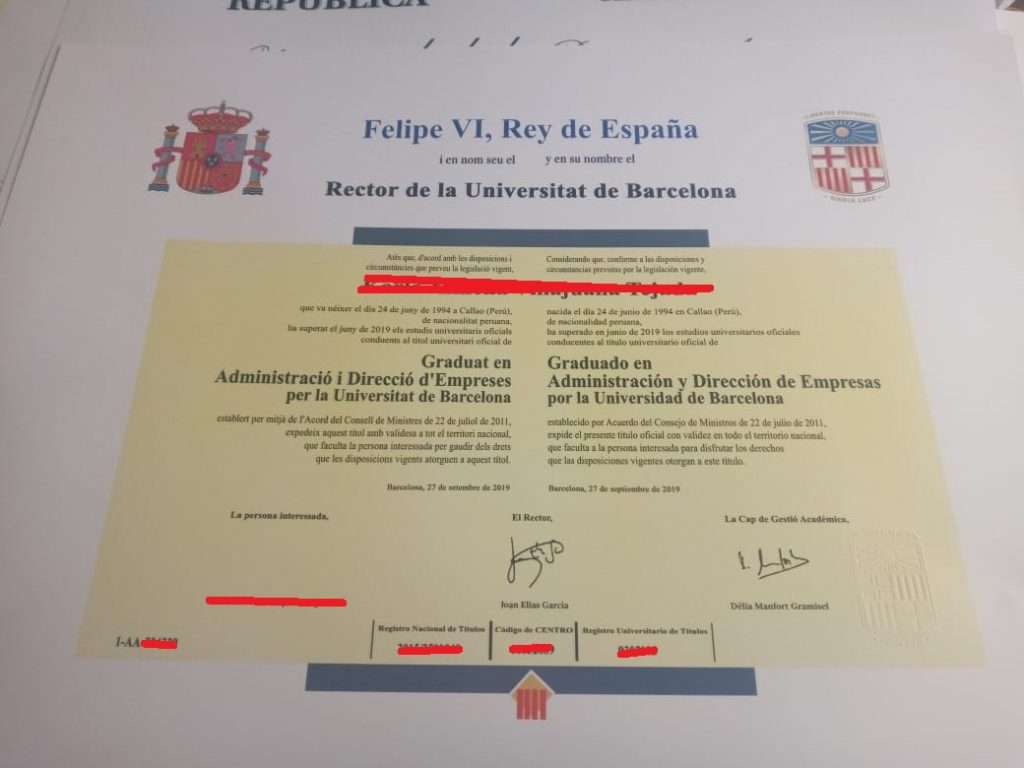 REPÚBLICA
Felipe VI, Rey de España
i en nom seu el y en su nombre el
Rector de la Universitat de Barcelona
LIBERTAS PERFUNDET
OMNIA LUCE
Atès que, d'acord amb les disposicions i
circumstàncies que preveu la legislació vigent,
que va néixer el dia 24 de juny de 1994 a Callao (Perú),
de nacionalitat peruana,
ha superat el juny de 2019 els estudis universitaris oficials
conduents al títol universitari oficial de
Graduat en
Administració i Direcció d'Empreses
per la Universitat de Barcelona
establert per mitjà de l'Acord del Consell de Ministres de 22 de juliol de 2011,
expedeix aquest títol amb validesa a tot el territori nacional,
que faculta la persona interessada per gaudir dels drets
que les disposicions vigents atorguen a aquest títol.
Barcelona, 27 de setembre de 2019
Considerando que, conforme a las disposiciones y
circunstancias previstas por la legislación vigente,
nacida el día 24 de junio de 1994 en Callao (Perú),
de nacionalidad peruana,
ha superado en junio de 2019 los estudios universitarios oficiales
conducentes al título universitario oficial de
Graduado en
Administración y Dirección de Empresas
por la Universidad de Barcelona
establecido por Acuerdo del Consejo de Ministros de 22 de julio de 2011,
expide el presente título oficial con validez en todo el territorio nacional,
que faculta a la persona interesada para disfrutar los derechos
que las disposiciones vigentes otorgan a este título.
Barcelona, 27 de septiembre de 2019
La persona interessada,
El Rector,
La Cap de Gestió Acadèmica,
Joan Elias Garcia
Dèlia Manfort Gramisel
1-AA
Registro Nacional de Títulos
Código de CENTRO
Registro Universitario de Títulos